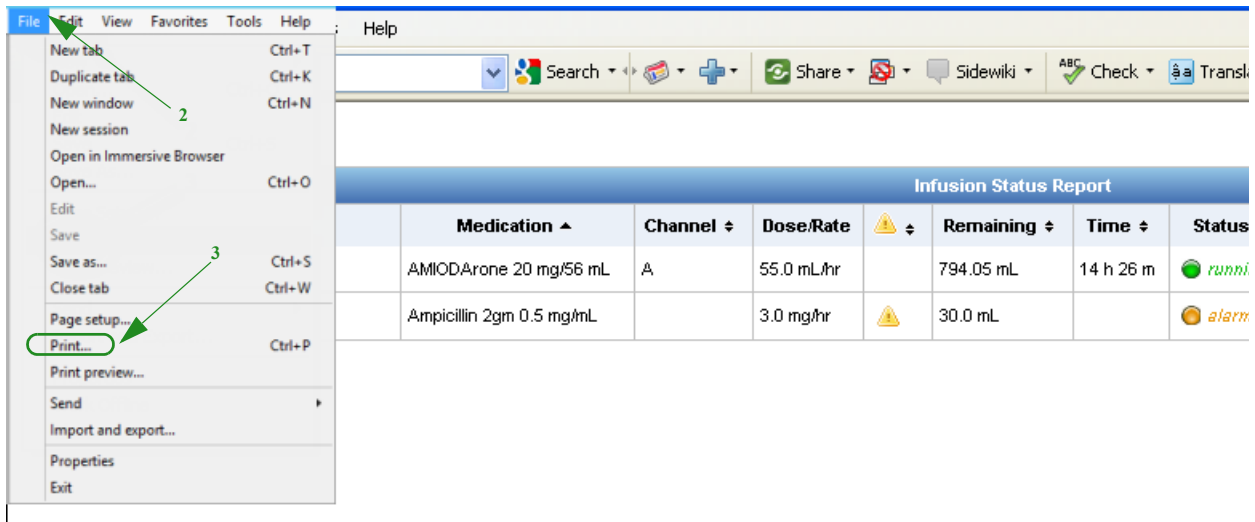 File Edit View Favorites Tools Help
Help
New tab Ctrl+T
Duplicate tab Ctrl+K
New window Ctrl+N
2
New session
Open in Immersive Browser
Open... Ctrl+O
Edit
Save
3
Save as... Ctrl+S
Close tab Ctrl+W
Page setup...
Print... Ctrl+P
Print preview...
Send
Import and export...
Properties
Exit
Search Share Sidewiki ABC Check âa Transla
Infusion Status Report
Medication Channel Dose/Rate Remaining Time Status
AMIODArone 20 mg/56 mL A 55.0 mL/hr 794.05 mL 14 h 26 m runni
Ampicillin 2gm 0.5 mg/mL 3.0 mg/hr 30.0 mL alarm